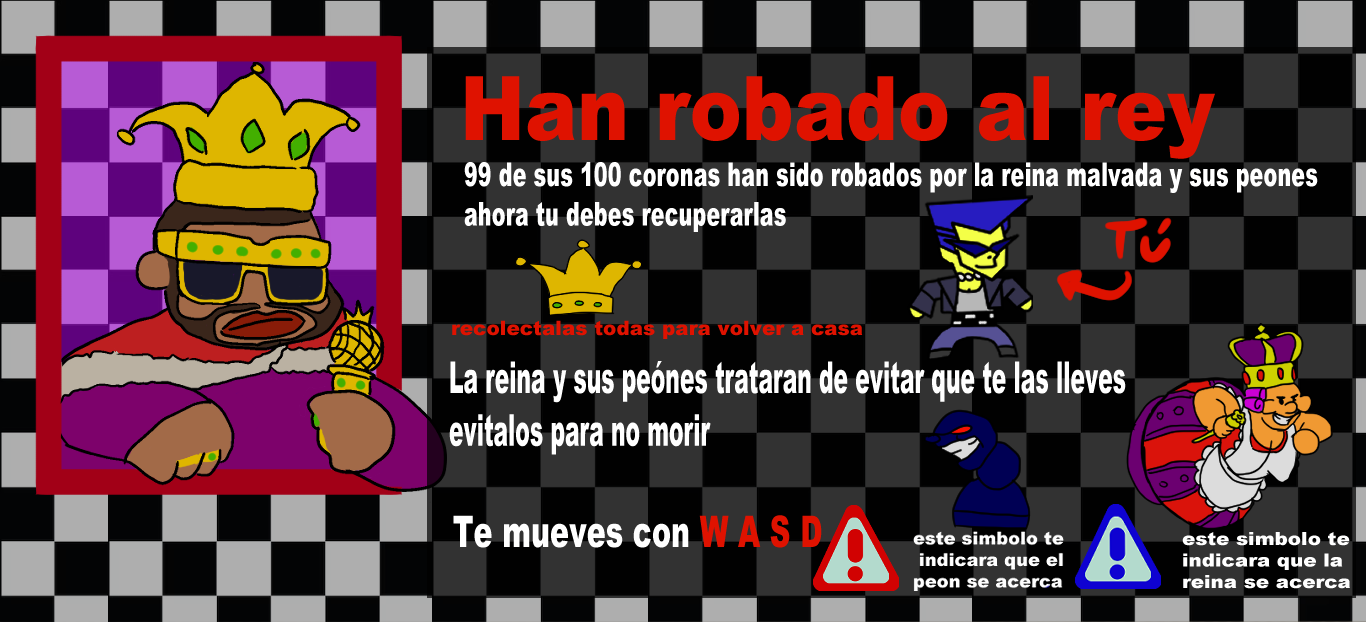 Han robado al rey
99 de sus 100 coronas han sido robados por la reina malvada y sus peones
ahora tu debes recuperarlas
Tú
recolectalas todas para volver a casa
La reina y sus peónes trataran de evitar que te las lleves
evitalos para no morir
Te mueves con W A S D
este simbolo te
indicara que el
peon se acerca
este simbolo te
indicara que la
reina se acerca